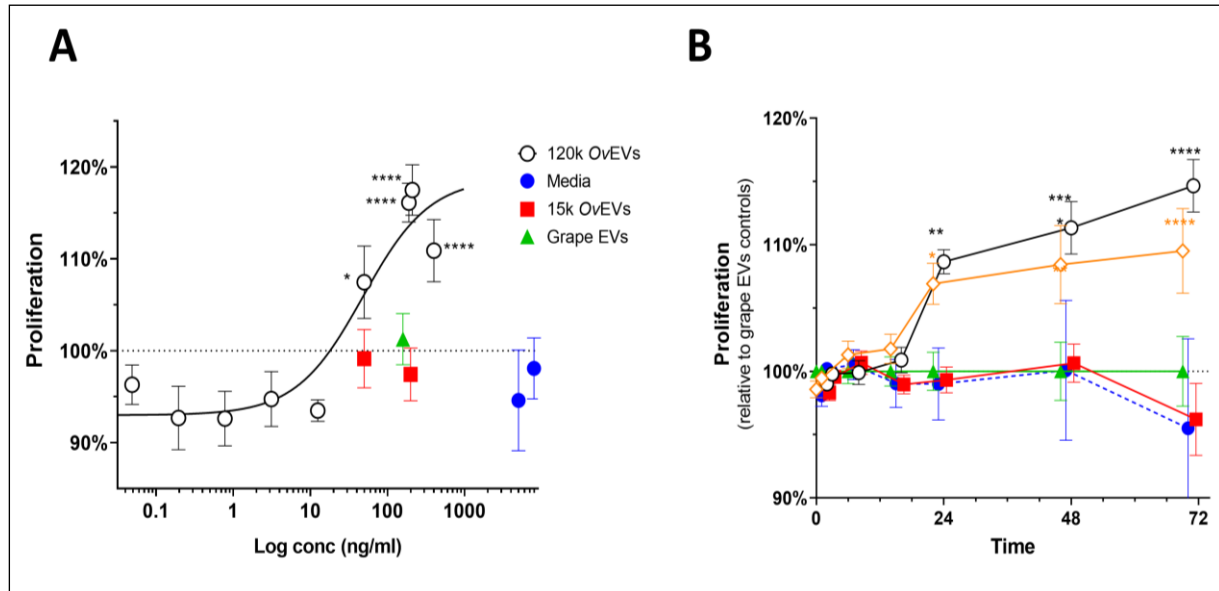 A
Proliferation
120%
110%
100%
90%
****
****
****
*
120k OvEVs
Media
15k OvEVs
Grape EVs
0.1
1
10
100
1000
Log conc (ng/ml)
B
Proliferation
(relative to grape EVs controls)
120%
110%
100%
90%
**
*
***
*
**
****
****
0
24
48
72
Time